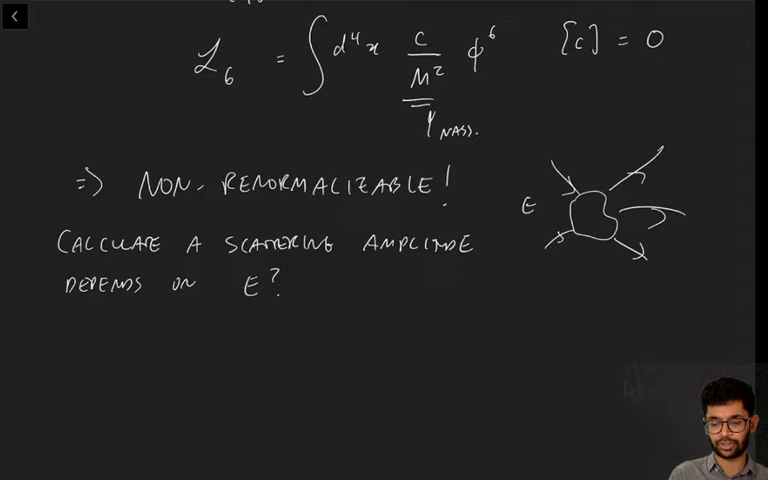 L₆ = ∫ d⁴x c/M² φ⁶ [c] = 0
MASS.
=> NON-RENORMALIZABLE!
E
CALCULATE A SCATTERING AMPLITUDE
DEPENDS ON E?